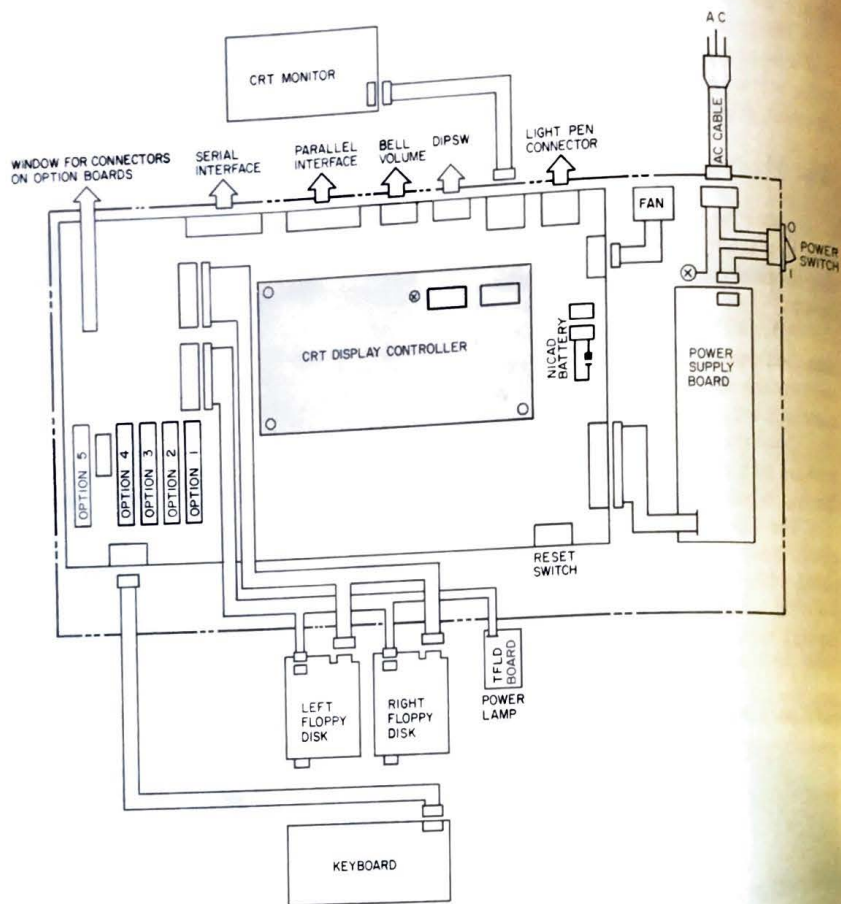 AC
AC CABLE
CRT MONITOR
WINDOW FOR CONNECTORS
ON OPTION BOARDS
SERIAL
INTERFACE
PARALLEL
INTERFACE
BELL
VOLUME
DIPSW
LIGHT PEN
CONNECTOR
FAN
0
POWER
SWITCH
1
CRT DISPLAY CONTROLLER
NICAD
BATTERY
POWER
SUPPLY
BOARD
OPTION 5
OPTION 4
OPTION 3
OPTION 2
OPTION 1
RESET
SWITCH
LEFT
FLOPPY
DISK
RIGHT
FLOPPY
DISK
TFLD
BOARD
POWER
LAMP
KEYBOARD